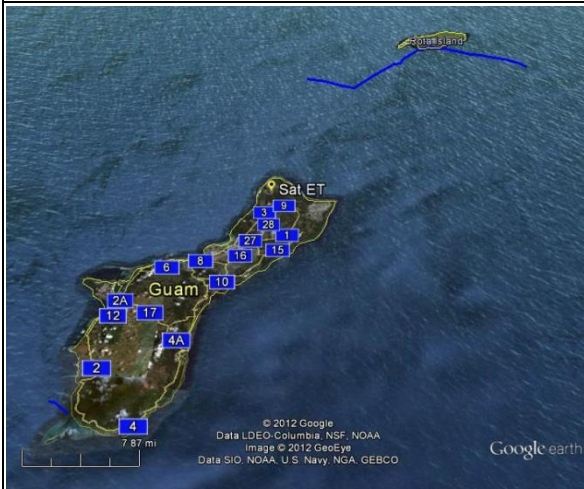 Rota Island
Sat ET
9
3
28
1
27
15
16
8
6
10
Guam
2A
12
17
4A
2
4
7.87 mi
© 2012 Google
Data LDEO-Columbia, NSF, NOAA
Image © 2012 GeoEye
Data SIO, NOAA, U.S. Navy, NGA, GEBCO
Google earth